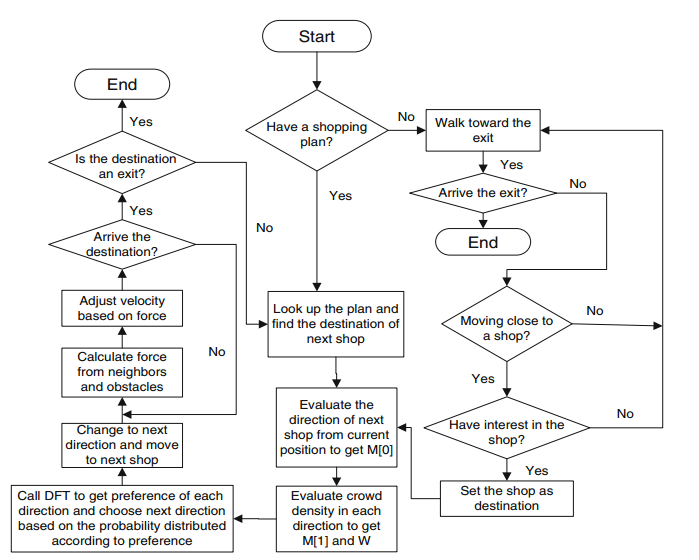 Start
Have a shopping
plan?
No
Yes
Walk toward the
exit
Yes
Arrive the exit?
No
End
Moving close to
a shop?
No
Yes
Have interest in the
shop?
No
Yes
Set the shop as
destination
Look up the plan and
find the destination of
next shop
Evaluate the
direction of next
shop from current
position to get M[0]
Evaluate crowd
density in each
direction to get
M[1] and W
Call DFT to get preference of each
direction and choose next direction
based on the probability distributed
according to preference
Change to next
direction and move
to next shop
Calculate force
from neighbors
and obstacles
Adjust velocity
based on force
Arrive the
destination?
No
Yes
Is the destination
an exit?
No
Yes
End